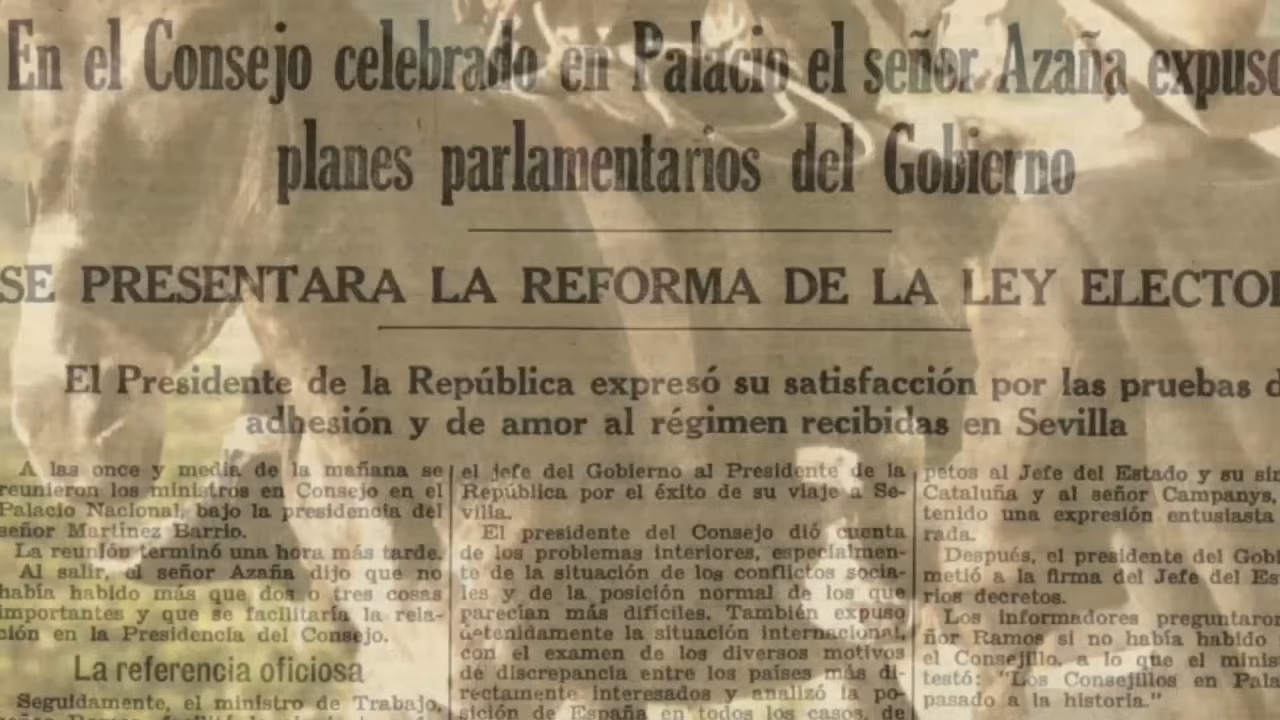 En el Consejo celebrado en Palacio el señor Azaña expuso
planes parlamentarios del Gobierno
SE PRESENTARA LA REFORMA DE LA LEY ELECTOR
El Presidente de la República expresó su satisfacción por las pruebas d
adhesión y de amor al régimen recibidas en Sevilla
A las once y media de la mañana se
reunieron los ministros en Consejo en el
Palacio Nacional, bajo la presidencia del
señor Martínez Barrio.
La reunión terminó una hora más tarde.
Al salir, el señor Azaña dijo que no
había habido más que dos o tres cosas
importantes y que se facilitaría la rela-
ción en la Presidencia del Consejo.
La referencia oficiosa
Seguidamente, el ministro de Trabajo,
el jefe del Gobierno al Presidente de la
República por el éxito de su viaje a Se-
villa.
El presidente del Consejo dió cuenta
de los problemas interiores, especialmen-
te de la situación de los conflictos socia-
les y de la posición normal de los que
parecían más difíciles. También expuso
detenidamente la situación internacional,
con el examen de los diversos motivos
de discrepancia entre los países más di-
rectamente interesados y analizó la po-
sición de España en todos los casos, de
petos al Jefe del Estado y su sin
Cataluña y al señor Campanys,
tenido una expresión entusiasta
rada.
Después, el presidente del Gobi
metió a la firma del Jefe del Es
rios decretos.
Los informadores preguntaron
ñor Ramos si no había habido
el Consejillo, a lo que el minis
testó: "Los Consejillos en Pala
pasado a la historia."